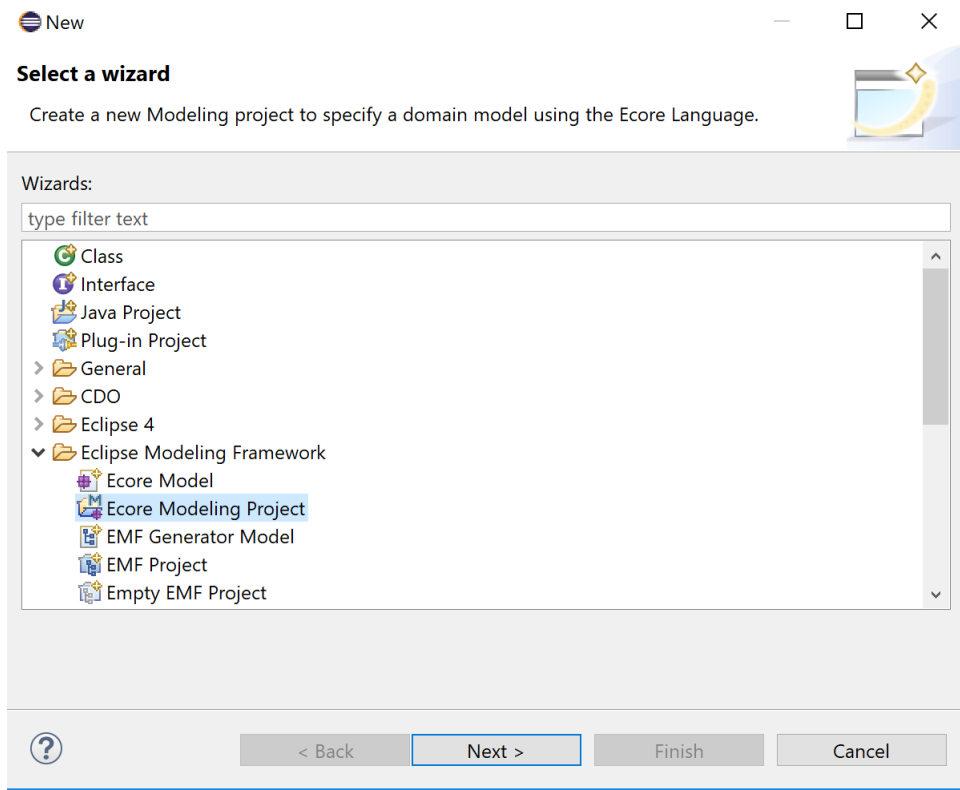 New
Select a wizard
Create a new Modeling project to specify a domain model using the Ecore Language.
Wizards:
type filter text
Class
Interface
Java Project
Plug-in Project
General
CDO
Eclipse 4
Eclipse Modeling Framework
Ecore Model
Ecore Modeling Project
EMF Generator Model
EMF Project
Empty EMF Project
< Back Next > Finish Cancel